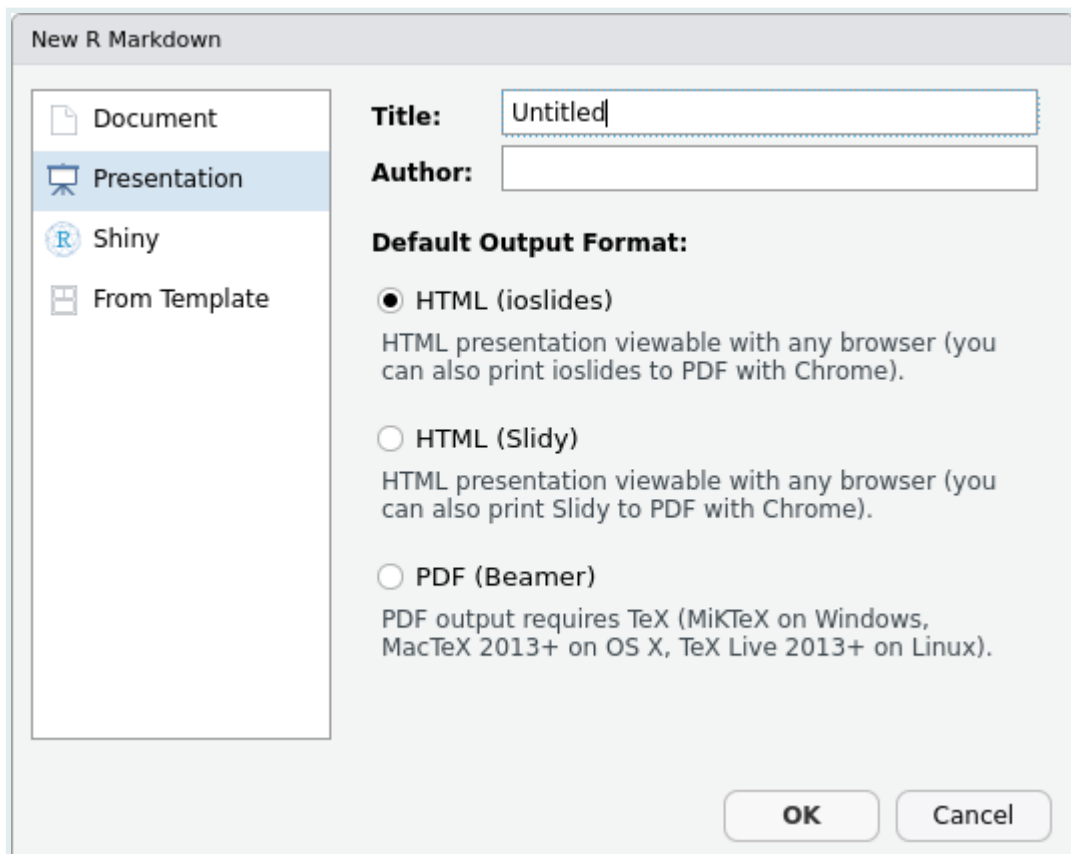 New R Markdown
Document
Presentation
Shiny
From Template
Title: Untitled
Author:
Default Output Format:
HTML (ioslides)
HTML presentation viewable with any browser (you
can also print ioslides to PDF with Chrome).
HTML (Slidy)
HTML presentation viewable with any browser (you
can also print Slidy to PDF with Chrome).
PDF (Beamer)
PDF output requires TeX (MiKTeX on Windows,
MacTeX 2013+ on OS X, TeX Live 2013+ on Linux).
OK Cancel